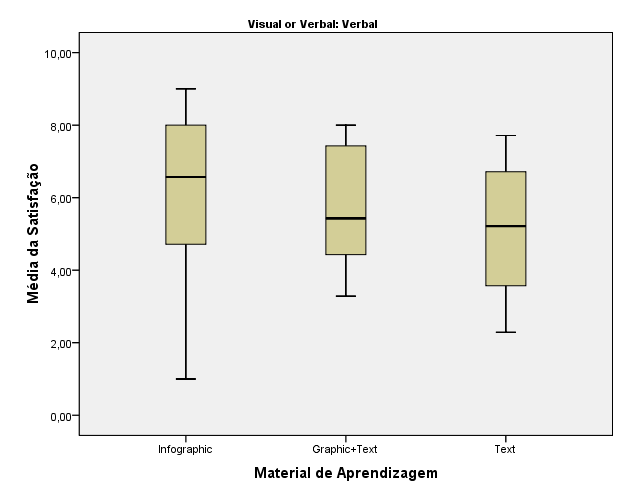 Visual or Verbal: Verbal
10,00
8,00
6,00
4,00
2,00
0,00
Média da Satisfação
Infographic
Graphic+Text
Text
Material de Aprendizagem